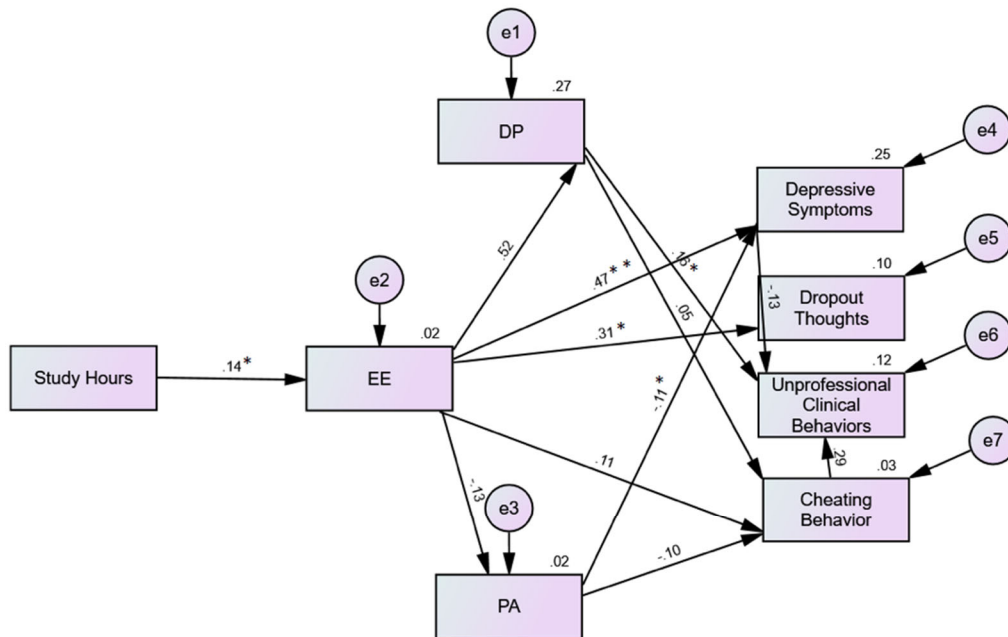 e1
.27
DP
e4
.25
Depressive
Symptoms
e5
.10
Dropout
Thoughts
e6
.12
Unprofessional
Clinical
Behaviors
e7
.03
Cheating
Behavior
.52
.47**
.16*
-.13
.05
.31*
e2
.02
EE
Study Hours
.14*
-.11*
.29
.11
-.13
e3
-.10
.02
PA